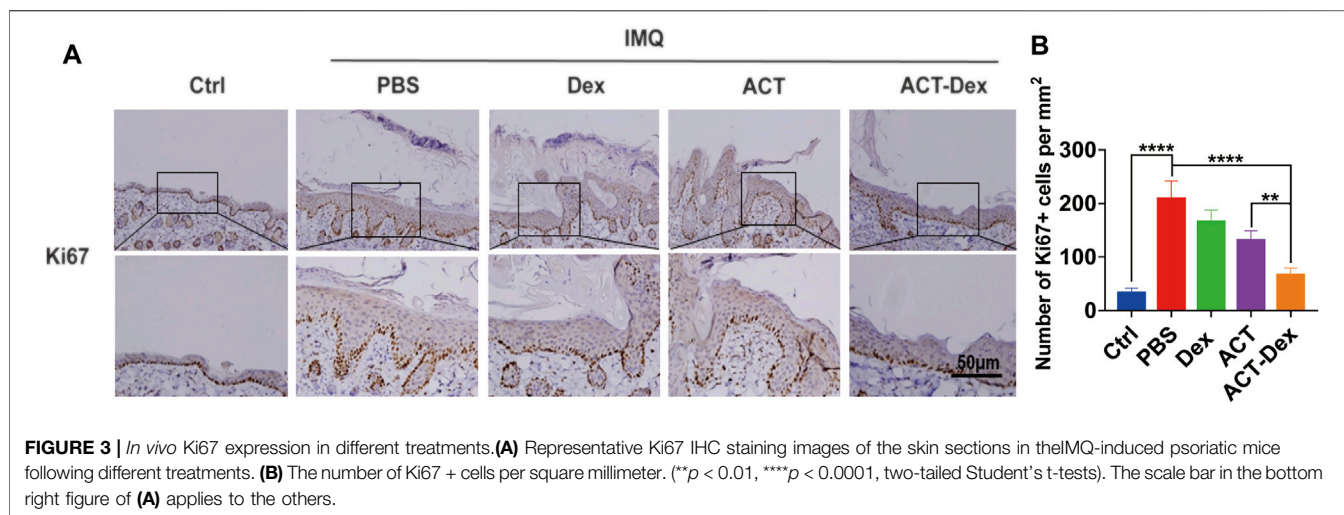 A
IMQ
Ctrl
PBS
Dex
ACT
ACT-Dex
Ki67
50μm
B
Number of Ki67+ cells per mm²
300
200
100
0
****
****
**
Ctrl
PBS
Dex
ACT
ACT-Dex
FIGURE 3 | In vivo Ki67 expression in different treatments.(A) Representative Ki67 IHC staining images of the skin sections in theIMQ-induced psoriatic mice
following different treatments. (B) The number of Ki67 + cells per square millimeter. (**p < 0.01, ****p < 0.0001, two-tailed Student's t-tests). The scale bar in the bottom
right figure of (A) applies to the others.